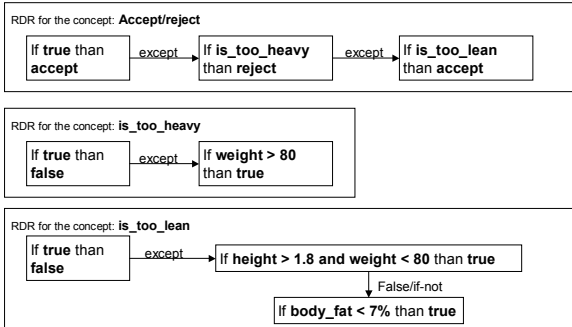 RDR for the concept: Accept/reject
If true than
accept
except
If is_too_heavy
than reject
except
If is_too_lean
than accept
RDR for the concept: is_too_heavy
If true than
false
except
If weight > 80
than true
RDR for the concept: is_too_lean
If true than
false
except
If height > 1.8 and weight < 80 than true
False/if-not
If body_fat < 7% than true